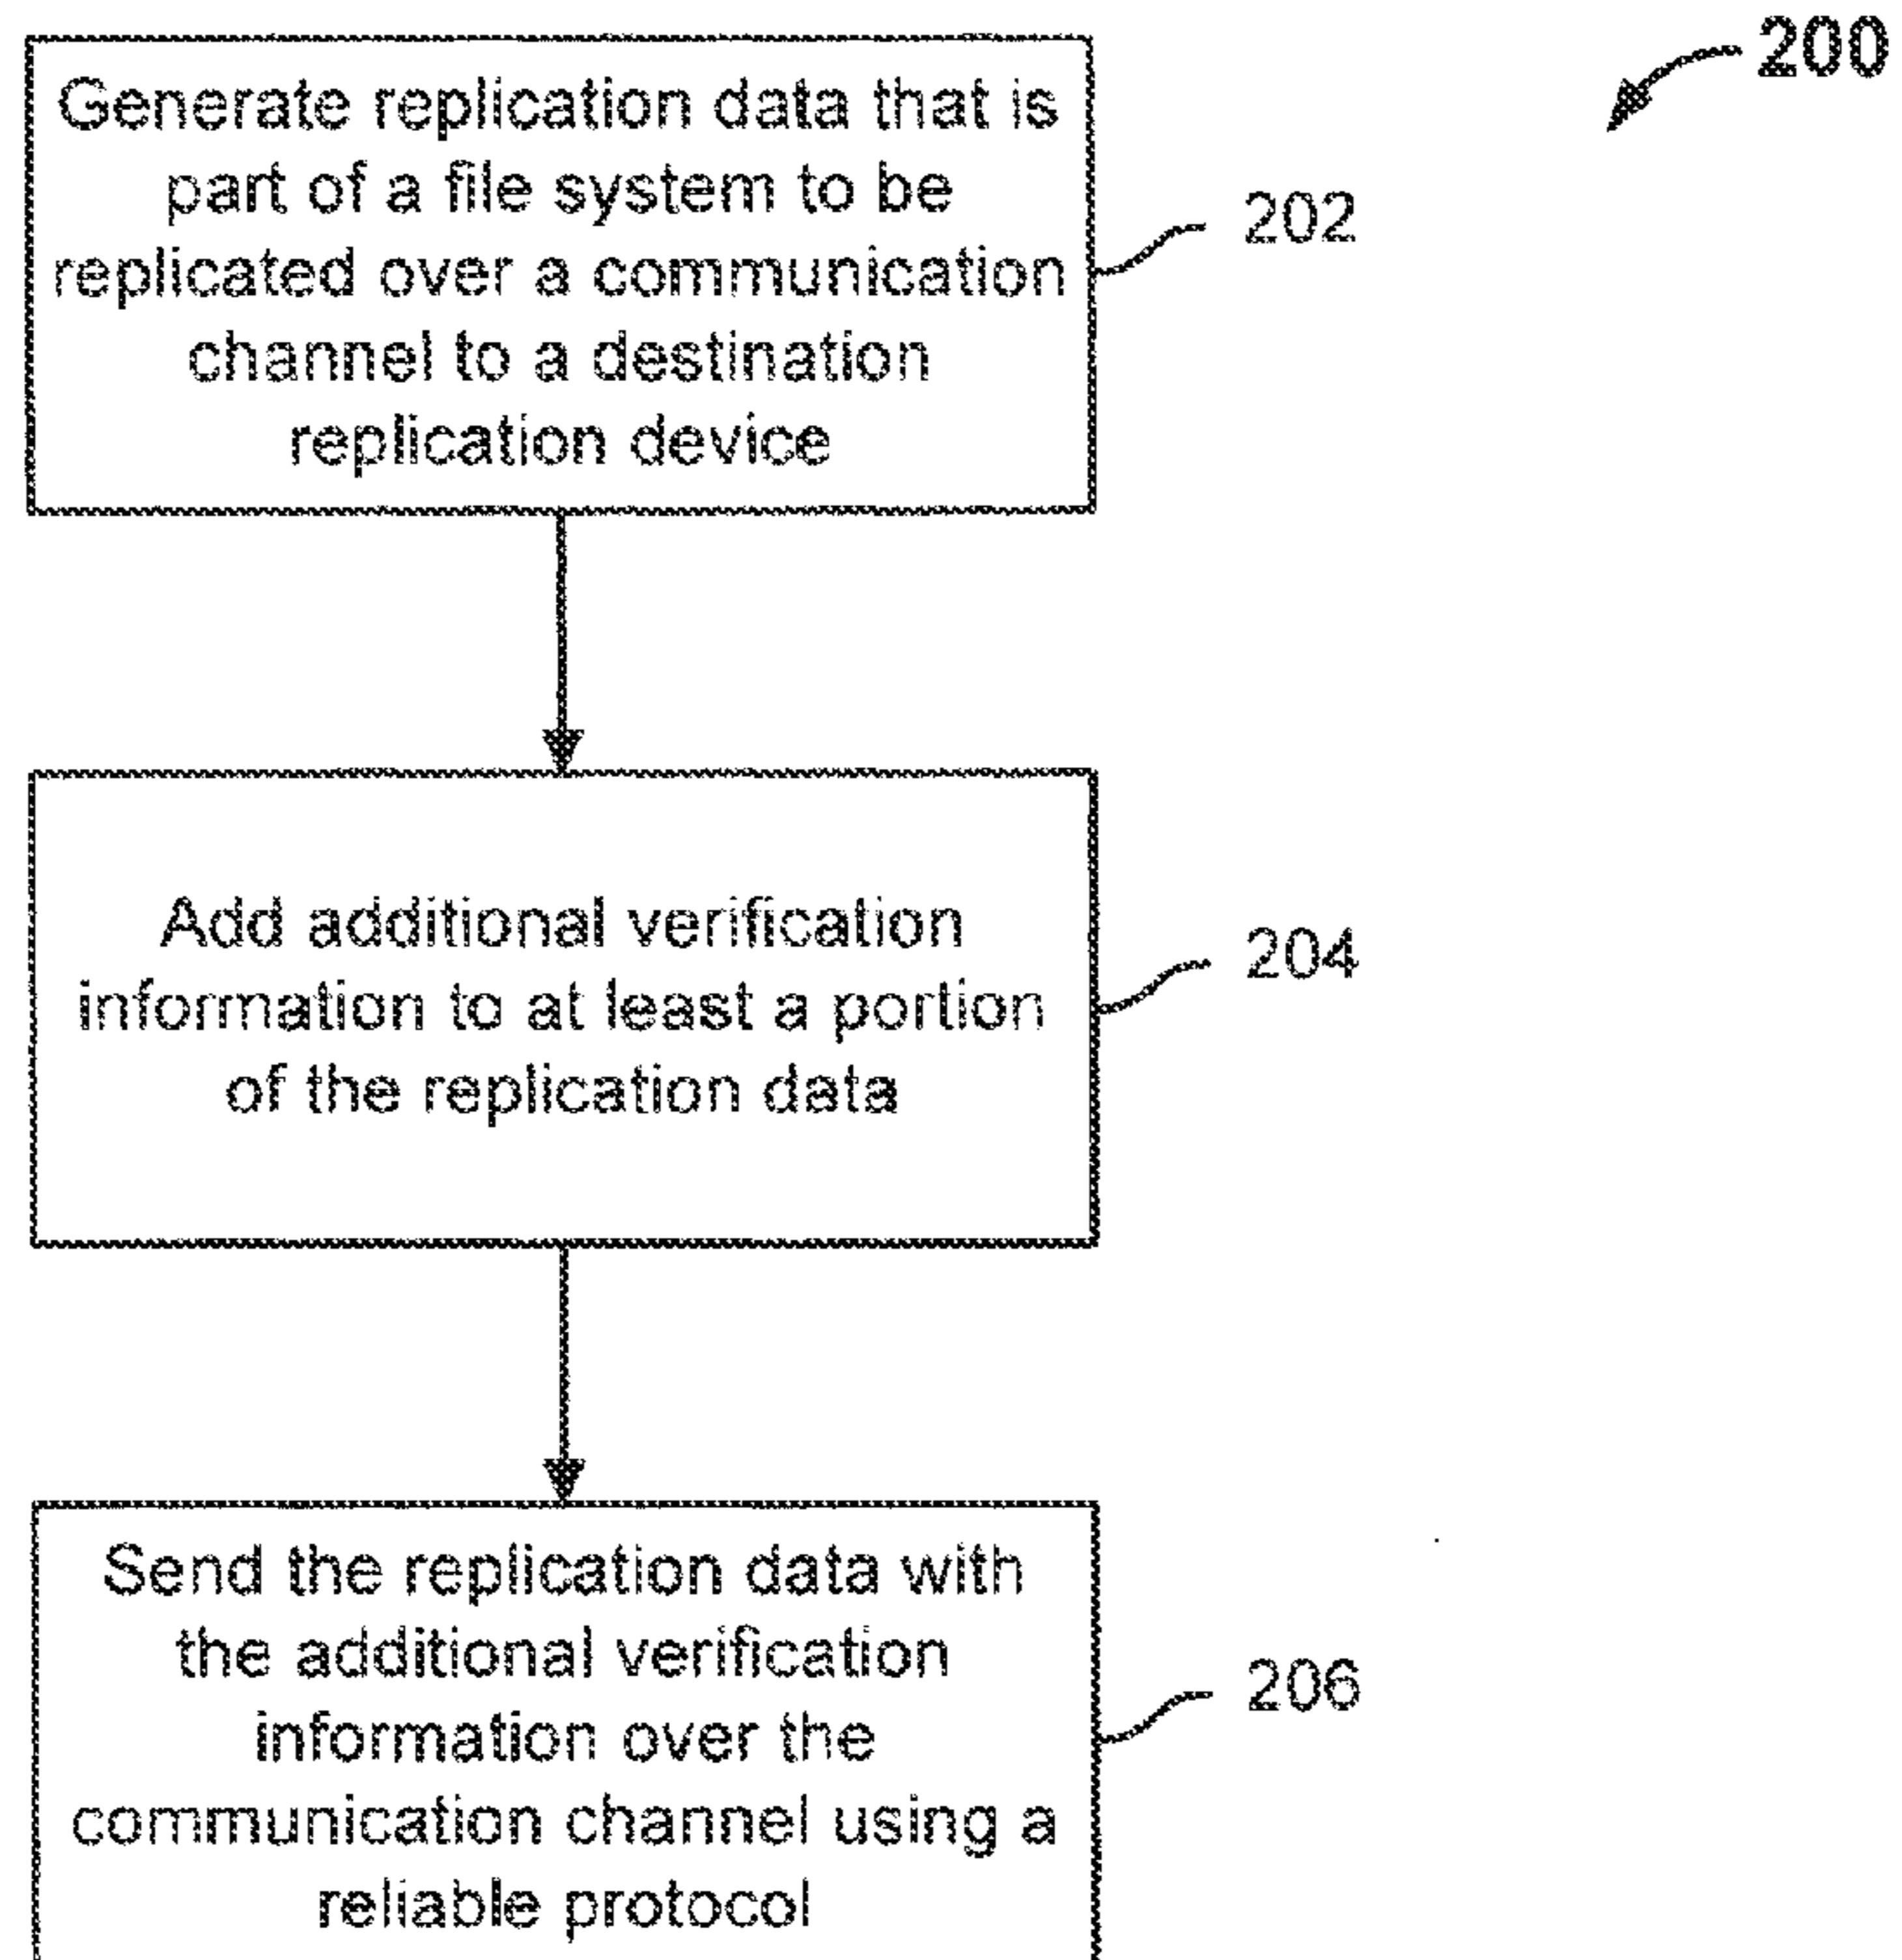 200
Generate replication data that is
part of a file system to be
replicated over a communication
channel to a destination
replication device
202
Add additional verification
information to at least a portion
of the replication data
204
Send the replication data with
the additional verification
information over the
communication channel using a
reliable protocol
206